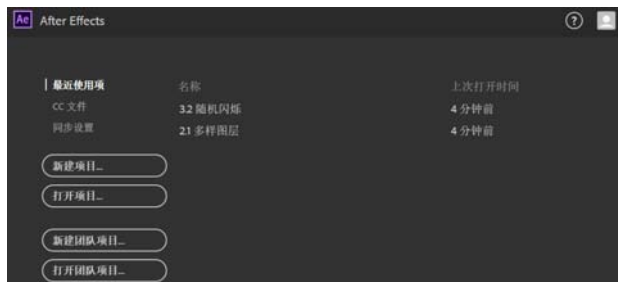 Ae After Effects ?
最近使用项 名称 上次打开时间
CC 文件 3.2 随机闪烁 4 分钟前
同步设置 2.1 多样图层 4 分钟前
新建项目...
打开项目...
新建团队项目...
打开团队项目...